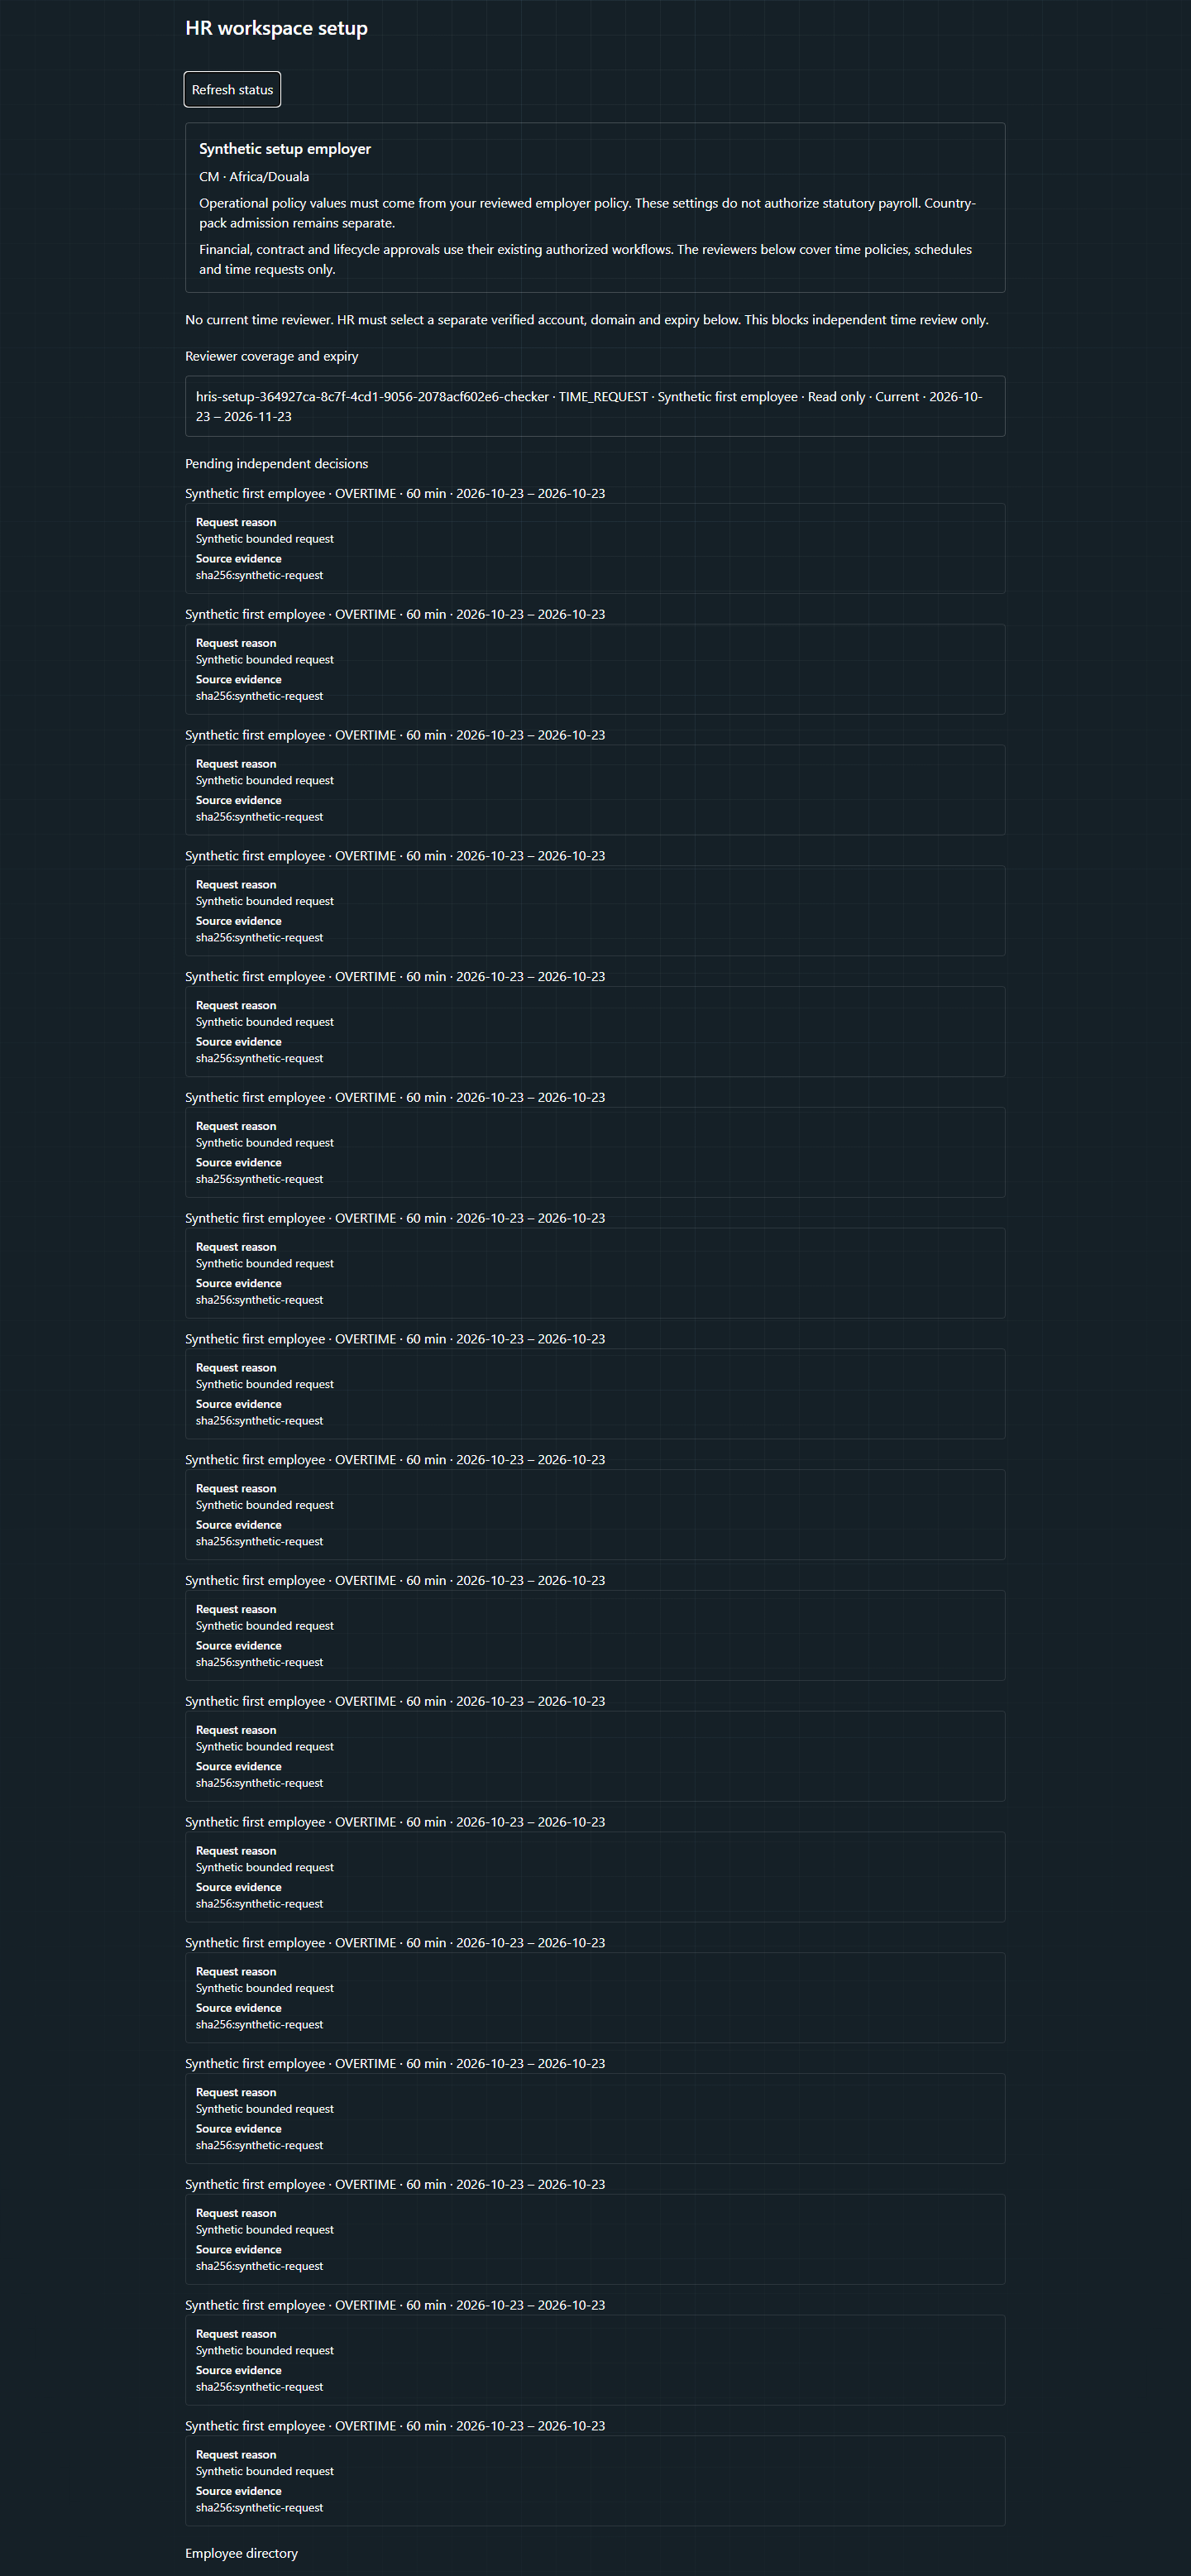 HR workspace setup
Refresh status
Synthetic setup employer
CM · Africa/Douala
Operational policy values must come from your reviewed employer policy. These settings do not authorize statutory payroll. Country-
pack admission remains separate.
Financial, contract and lifecycle approvals use their existing authorized workflows. The reviewers below cover time policies, schedules
and time requests only.
No current time reviewer. HR must select a separate verified account, domain and expiry below. This blocks independent time review only.
Reviewer coverage and expiry
hris-setup-364927ca-8c7f-4cd1-9056-2078acf602e6-checker · TIME_REQUEST · Synthetic first employee · Read only · Current · 2026-10-
23 – 2026-11-23
Pending independent decisions
Synthetic first employee · OVERTIME · 60 min · 2026-10-23 – 2026-10-23
Request reason
Synthetic bounded request
Source evidence
sha256:synthetic-request
Synthetic first employee · OVERTIME · 60 min · 2026-10-23 – 2026-10-23
Request reason
Synthetic bounded request
Source evidence
sha256:synthetic-request
Synthetic first employee · OVERTIME · 60 min · 2026-10-23 – 2026-10-23
Request reason
Synthetic bounded request
Source evidence
sha256:synthetic-request
Synthetic first employee · OVERTIME · 60 min · 2026-10-23 – 2026-10-23
Request reason
Synthetic bounded request
Source evidence
sha256:synthetic-request
Synthetic first employee · OVERTIME · 60 min · 2026-10-23 – 2026-10-23
Request reason
Synthetic bounded request
Source evidence
sha256:synthetic-request
Synthetic first employee · OVERTIME · 60 min · 2026-10-23 – 2026-10-23
Request reason
Synthetic bounded request
Source evidence
sha256:synthetic-request
Synthetic first employee · OVERTIME · 60 min · 2026-10-23 – 2026-10-23
Request reason
Synthetic bounded request
Source evidence
sha256:synthetic-request
Synthetic first employee · OVERTIME · 60 min · 2026-10-23 – 2026-10-23
Request reason
Synthetic bounded request
Source evidence
sha256:synthetic-request
Synthetic first employee · OVERTIME · 60 min · 2026-10-23 – 2026-10-23
Request reason
Synthetic bounded request
Source evidence
sha256:synthetic-request
Synthetic first employee · OVERTIME · 60 min · 2026-10-23 – 2026-10-23
Request reason
Synthetic bounded request
Source evidence
sha256:synthetic-request
Synthetic first employee · OVERTIME · 60 min · 2026-10-23 – 2026-10-23
Request reason
Synthetic bounded request
Source evidence
sha256:synthetic-request
Synthetic first employee · OVERTIME · 60 min · 2026-10-23 – 2026-10-23
Request reason
Synthetic bounded request
Source evidence
sha256:synthetic-request
Synthetic first employee · OVERTIME · 60 min · 2026-10-23 – 2026-10-23
Request reason
Synthetic bounded request
Source evidence
sha256:synthetic-request
Synthetic first employee · OVERTIME · 60 min · 2026-10-23 – 2026-10-23
Request reason
Synthetic bounded request
Source evidence
sha256:synthetic-request
Synthetic first employee · OVERTIME · 60 min · 2026-10-23 – 2026-10-23
Request reason
Synthetic bounded request
Source evidence
sha256:synthetic-request
Synthetic first employee · OVERTIME · 60 min · 2026-10-23 – 2026-10-23
Request reason
Synthetic bounded request
Source evidence
sha256:synthetic-request
Synthetic first employee · OVERTIME · 60 min · 2026-10-23 – 2026-10-23
Request reason
Synthetic bounded request
Source evidence
sha256:synthetic-request
Employee directory